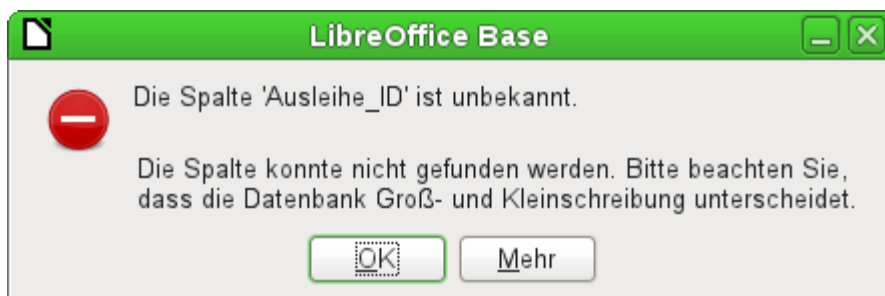 LibreOffice Base
Die Spalte 'Ausleihe_ID' ist unbekannt.
Die Spalte konnte nicht gefunden werden. Bitte beachten Sie,
dass die Datenbank Groß- und Kleinschreibung unterscheidet.
OK Mehr